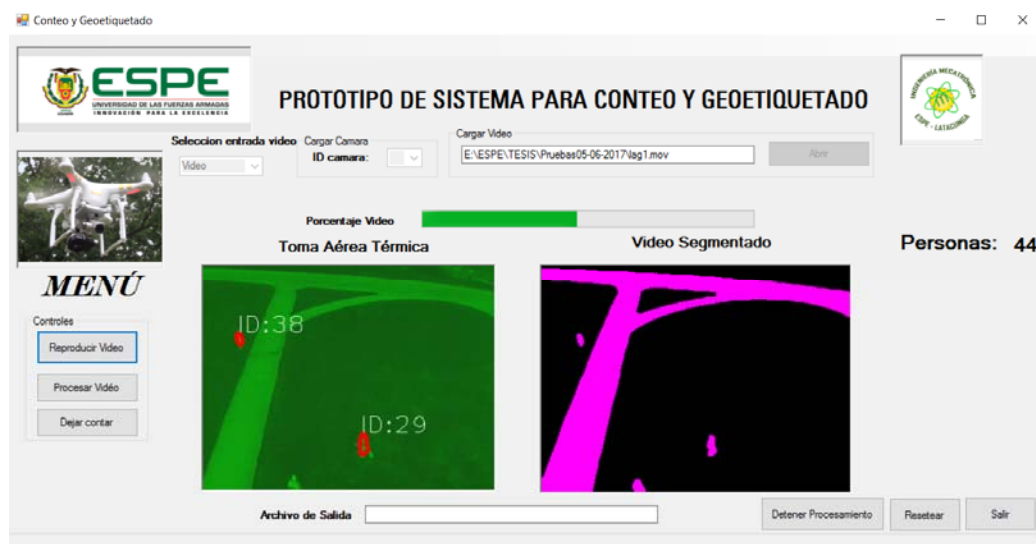 Conteo y Geoetiquetado
ESPE
UNIVERSIDAD DE LAS FUERZAS ARMADAS
INNOVACIÓN PARA LA EXCELENCIA
PROTOTIPO DE SISTEMA PARA CONTEO Y GEOETIQUETADO
INGENIERÍA MECATRÓNICA
ESPE - LATACUNGA
Seleccion entrada video
Video
Cargar Camara
ID camara:
Cargar Video
E:\ESPE\TESIS\Pruebas05-06-2017\lag1.mov
Abrir
Porcentaje Video
Toma Aérea Térmica
Video Segmentado
Personas: 44
MENÚ
Controles
Reproducir Video
Procesar Vidéo
Dejar contar
ID:38
ID:29
Archivo de Salida
Detener Procesamiento
Resetear
Salir